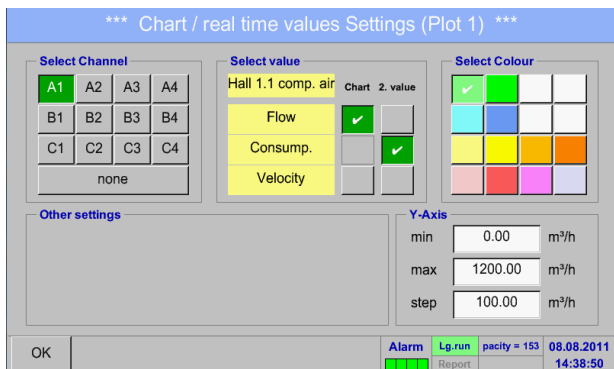 *** Chart / real time values Settings (Plot 1) ***
Select Channel
A1 A2 A3 A4
B1 B2 B3 B4
C1 C2 C3 C4
none
Select value
Hall 1.1 comp. air Chart 2. value
Flow
Consump.
Velocity
Select Colour
Other settings
Y-Axis
min 0.00 m³/h
max 1200.00 m³/h
step 100.00 m³/h
OK
Alarm Lg.run pacity = 153 08.08.2011
Report 14:38:50